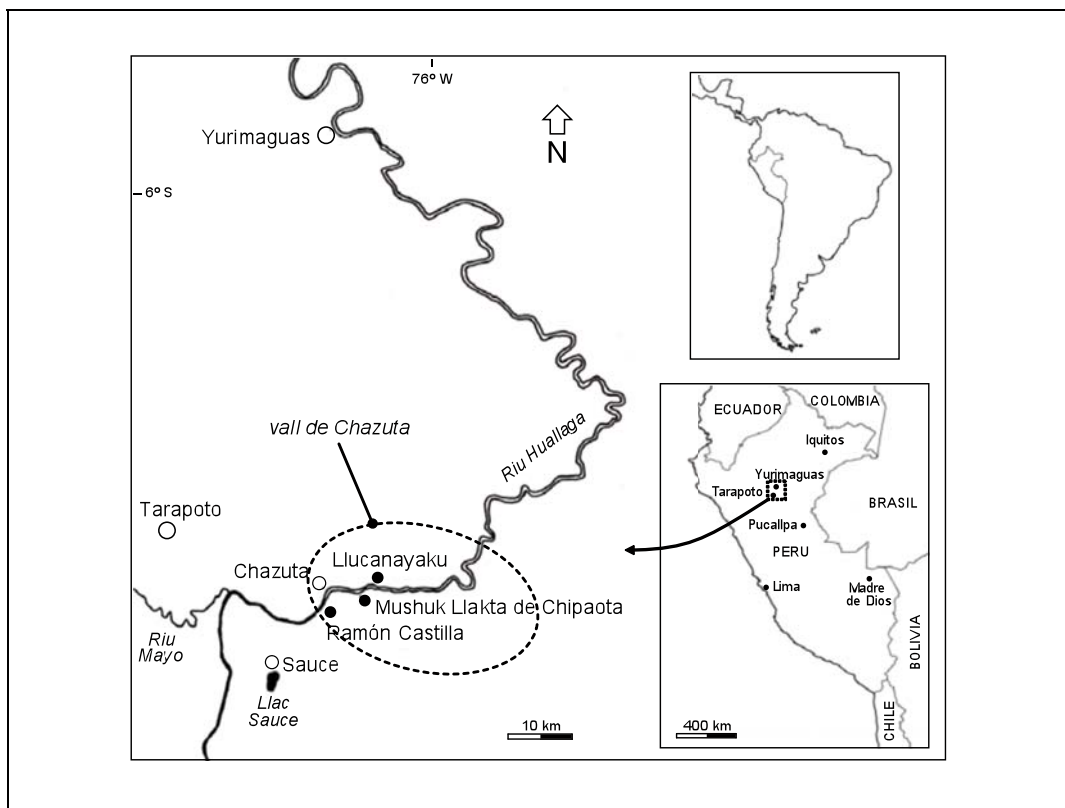 76º W
N
Yurimaguas
6º S
Riu Huallaga
vall de Chazuta
Tarapoto
Llucanayaku
Chazuta
Mushuk Llakta de Chipaota
Ramón Castilla
Riu
Mayo
Sauce
Llac
Sauce
10 km
ECUADOR
COLOMBIA
Iquitos
Yurimaguas
Tarapoto
BRASIL
Pucallpa
PERU
Lima
Madre
de Dios
BOLIVIA
CHILE
400 km